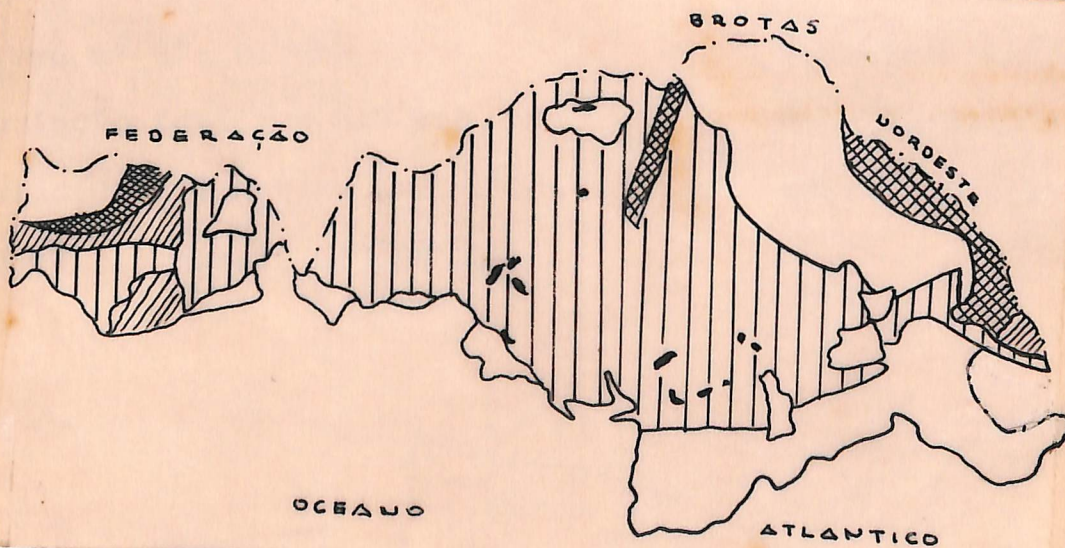 BROTAS
FEDERAÇÃO
NORDESTE
OCEANO
ATLANTICO